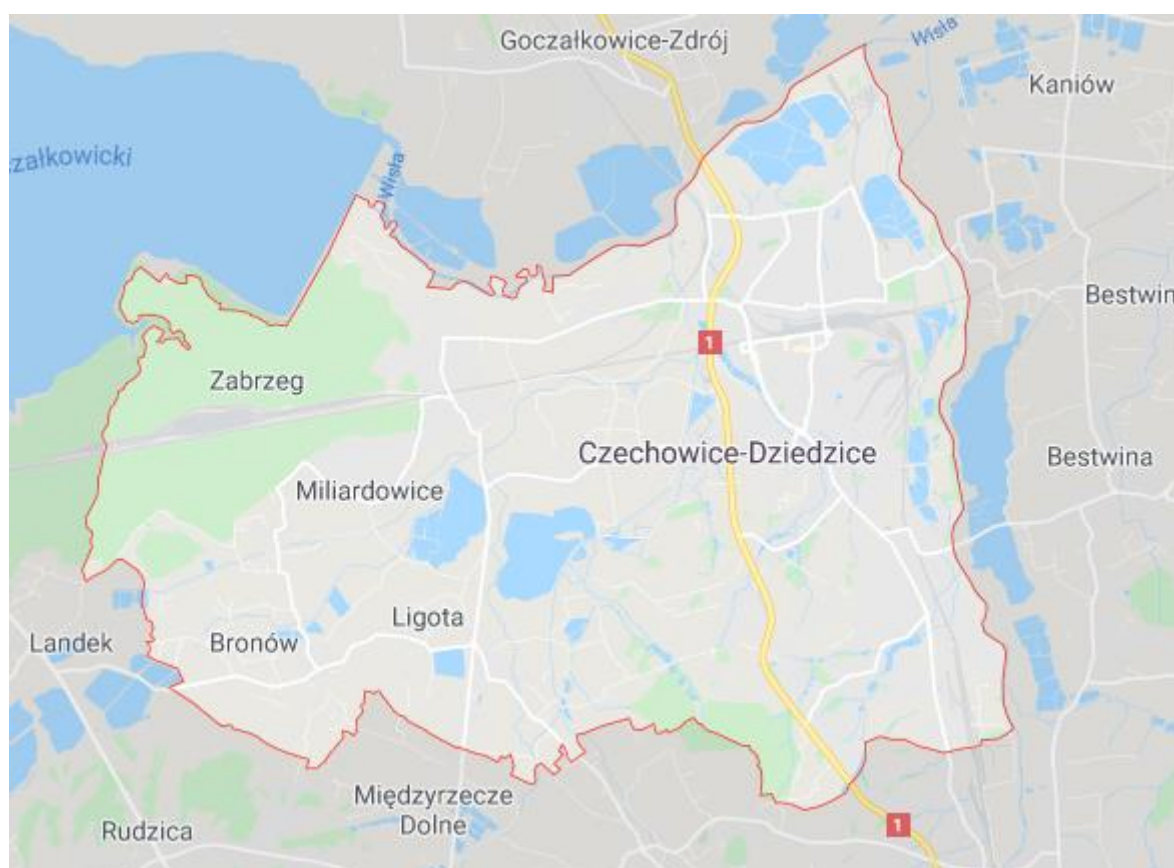 Goczałkowice-Zdrój
Wisła
Kaniów
czałkowicki
Wisła
Bestwin
1
Zabrzeg
Czechowice-Dziedzice
Bestwina
Miliardowice
Ligota
Landek
Bronów
Międzyrzecze
Dolne
Rudzica
1